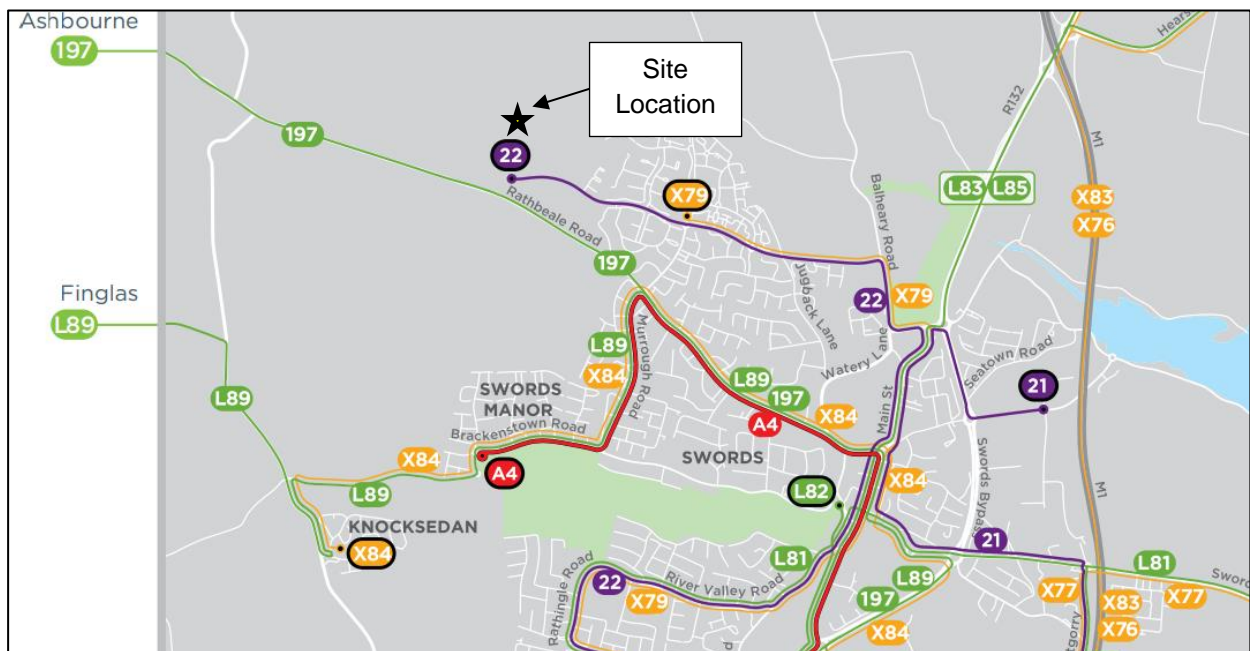 Ashbourne
197
Site
Location
Hears
R132
M1
197
22
X79
Balheary Road
L83 L85
X83
X76
Rathbeale Road
197
Jugback Lane
22
X79
Finglas
L89
Murrough Road
L89
X84
Watery Lane
Seatown Road
Main St
21
L89
197
A4
X84
L89
SWORDS
MANOR
Brackenstown Road
SWORDS
X84
L89
A4
X84
L82
Swords Bypass
M1
KNOCKSEDAN
X84
21
L81
L81
Swor
Rathingle Road
22
River Valley Road
X79
L89
197
X84
X77
X83
X77
X76
tgorry
d